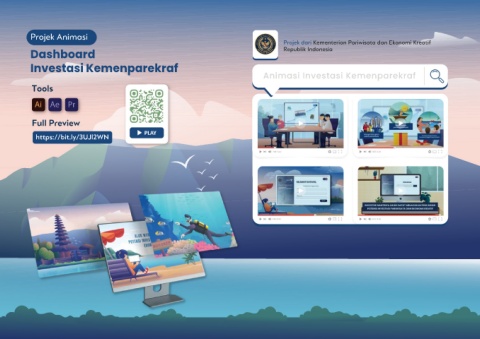 Projek Animasi
Dashboard
Investasi Kemenparekraf
Tools
Ai Ae Pr
Full Preview
https://bit.ly/3UJI2WN
PLAY
Projek dari Kementerian Pariwisata dan Ekonomi Kreatif
Republik Indonesia
Animasi Investasi Kemenparekraf